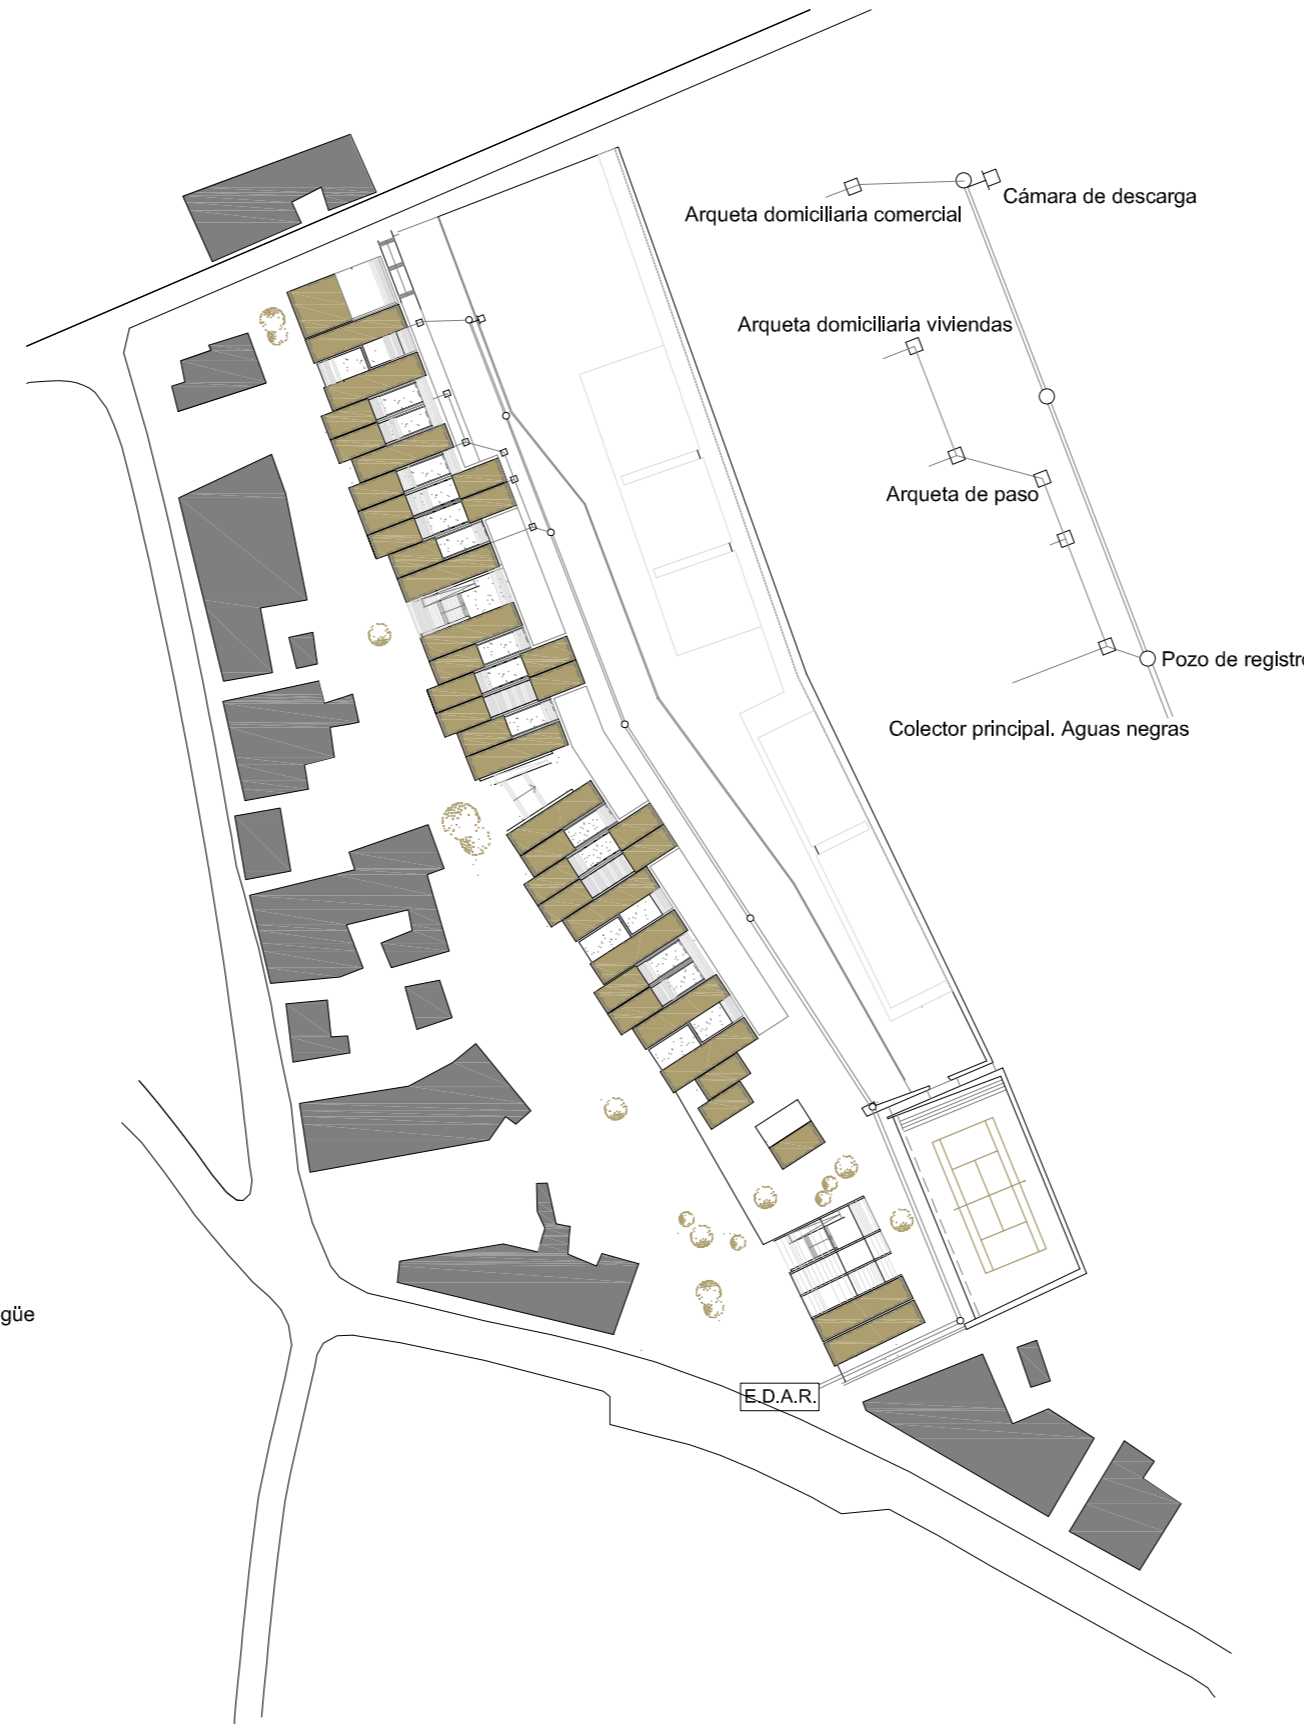 Cámara de descarga
Arqueta domiciliaria comercial
Arqueta domiciliaria viviendas
Arqueta de paso
Pozo de registro
Colector principal. Aguas negras
güe
E.D.A.R.